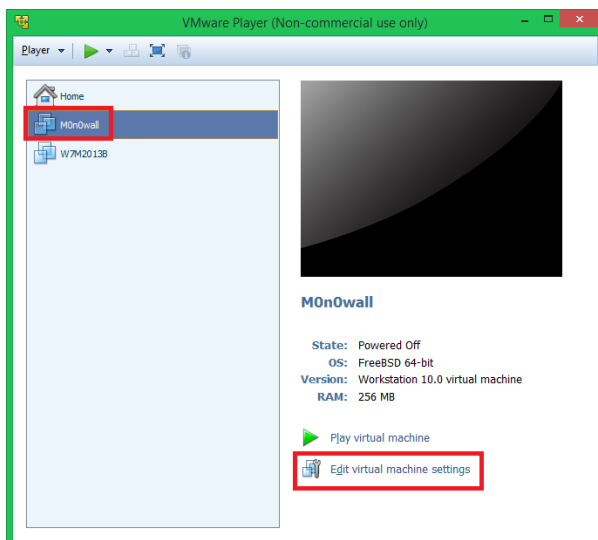 VMware Player (Non-commercial use only)
Player
Home
M0n0wall
W7M2013B
M0n0wall
State: Powered Off
OS: FreeBSD 64-bit
Version: Workstation 10.0 virtual machine
RAM: 256 MB
Play virtual machine
Edit virtual machine settings